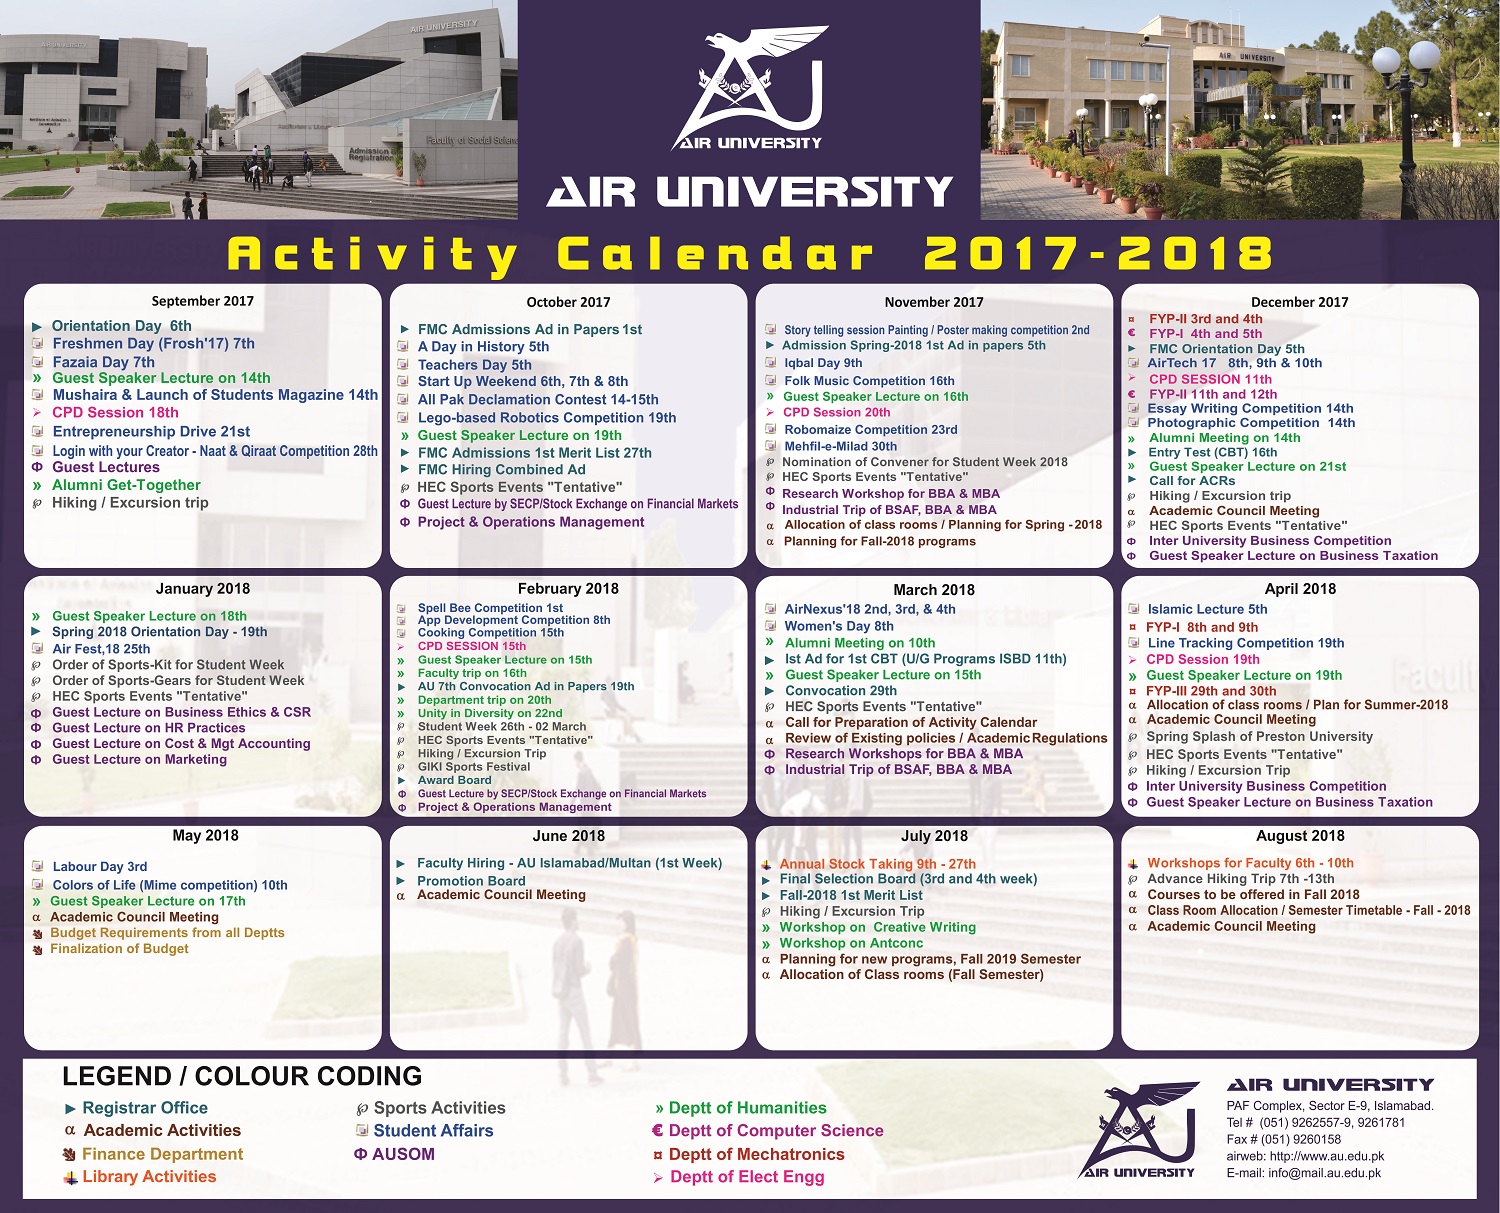 AIR UNIVERSITY
AIR UNIVERSITY
Admission
Registration
Faculty of Social Science
AIR UNIVERSITY
AIR UNIVERSITY
AIR UNIVERSITY
Activity Calendar 2017-2018
September 2017
► Orientation Day 6th
Freshmen Day (Frosh'17) 7th
Fazaia Day 7th
» Guest Speaker Lecture on 14th
Mushaira & Launch of Students Magazine 14th
➢ CPD Session 18th
Entrepreneurship Drive 21st
Login with your Creator - Naat & Qiraat Competition 28th
Φ Guest Lectures
» Alumni Get-Together
℘ Hiking / Excursion trip
October 2017
► FMC Admissions Ad in Papers 1st
A Day in History 5th
Teachers Day 5th
Start Up Weekend 6th, 7th & 8th
All Pak Declamation Contest 14-15th
Lego-based Robotics Competition 19th
» Guest Speaker Lecture on 19th
► FMC Admissions 1st Merit List 27th
► FMC Hiring Combined Ad
℘ HEC Sports Events "Tentative"
Φ Guest Lecture by SECP/Stock Exchange on Financial Markets
Φ Project & Operations Management
November 2017
Story telling session Painting / Poster making competition 2nd
► Admission Spring-2018 1st Ad in papers 5th
Iqbal Day 9th
Folk Music Competition 16th
» Guest Speaker Lecture on 16th
➢ CPD Session 20th
Robomaize Competition 23rd
Mehfil-e-Milad 30th
℘ Nomination of Convener for Student Week 2018
℘ HEC Sports Events "Tentative"
Φ Research Workshop for BBA & MBA
Φ Industrial Trip of BSAF, BBA & MBA
α Allocation of class rooms / Planning for Spring - 2018
α Planning for Fall-2018 programs
December 2017
¤ FYP-II 3rd and 4th
€ FYP-I 4th and 5th
► FMC Orientation Day 5th
AirTech 17 8th, 9th & 10th
➢ CPD SESSION 11th
€ FYP-II 11th and 12th
Essay Writing Competition 14th
Photographic Competition 14th
» Alumni Meeting on 14th
► Entry Test (CBT) 16th
» Guest Speaker Lecture on 21st
► Call for ACRs
℘ Hiking / Excursion trip
α Academic Council Meeting
℘ HEC Sports Events "Tentative"
Φ Inter University Business Competition
Φ Guest Speaker Lecture on Business Taxation
January 2018
» Guest Speaker Lecture on 18th
► Spring 2018 Orientation Day - 19th
Air Fest,18 25th
℘ Order of Sports-Kit for Student Week
℘ Order of Sports-Gears for Student Week
℘ HEC Sports Events "Tentative"
Φ Guest Lecture on Business Ethics & CSR
Φ Guest Lecture on HR Practices
Φ Guest Lecture on Cost & Mgt Accounting
Φ Guest Lecture on Marketing
February 2018
Spell Bee Competition 1st
App Development Competition 8th
Cooking Competition 15th
➢ CPD SESSION 15th
» Guest Speaker Lecture on 15th
» Faculty trip on 16th
► AU 7th Convocation Ad in Papers 19th
» Department trip on 20th
» Unity in Diversity on 22nd
℘ Student Week 26th - 02 March
℘ HEC Sports Events "Tentative"
℘ Hiking / Excursion Trip
℘ GIKI Sports Festival
► Award Board
Φ Guest Lecture by SECP/Stock Exchange on Financial Markets
Φ Project & Operations Management
March 2018
AirNexus'18 2nd, 3rd, & 4th
Women's Day 8th
» Alumni Meeting on 10th
► Ist Ad for 1st CBT (U/G Programs ISBD 11th)
» Guest Speaker Lecture on 15th
► Convocation 29th
℘ HEC Sports Events "Tentative"
α Call for Preparation of Activity Calendar
α Review of Existing policies / Academic Regulations
Φ Research Workshops for BBA & MBA
Φ Industrial Trip of BSAF, BBA & MBA
April 2018
Islamic Lecture 5th
¤ FYP-I 8th and 9th
Line Tracking Competition 19th
➢ CPD Session 19th
» Guest Speaker Lecture on 19th
¤ FYP-III 29th and 30th
α Allocation of class rooms / Plan for Summer-2018
α Academic Council Meeting
℘ Spring Splash of Preston University
℘ HEC Sports Events "Tentative"
℘ Hiking / Excursion Trip
Φ Inter University Business Competition
Φ Guest Speaker Lecture on Business Taxation
May 2018
Labour Day 3rd
Colors of Life (Mime competition) 10th
» Guest Speaker Lecture on 17th
α Academic Council Meeting
Budget Requirements from all Deptts
Finalization of Budget
June 2018
► Faculty Hiring - AU Islamabad/Multan (1st Week)
► Promotion Board
α Academic Council Meeting
July 2018
Annual Stock Taking 9th - 27th
► Final Selection Board (3rd and 4th week)
► Fall-2018 1st Merit List
℘ Hiking / Excursion Trip
» Workshop on Creative Writing
» Workshop on Antconc
α Planning for new programs, Fall 2019 Semester
α Allocation of Class rooms (Fall Semester)
August 2018
Workshops for Faculty 6th - 10th
℘ Advance Hiking Trip 7th -13th
α Courses to be offered in Fall 2018
α Class Room Allocation / Semester Timetable - Fall - 2018
α Academic Council Meeting
LEGEND / COLOUR CODING
► Registrar Office
α Academic Activities
Finance Department
Library Activities
℘ Sports Activities
Student Affairs
Φ AUSOM
» Deptt of Humanities
€ Deptt of Computer Science
¤ Deptt of Mechatronics
➢ Deptt of Elect Engg
AIR UNIVERSITY
AIR UNIVERSITY
PAF Complex, Sector E-9, Islamabad.
Tel # (051) 9262557-9, 9261781
Fax # (051) 9260158
airweb: http://www.au.edu.pk
E-mail: info@mail.au.edu.pk